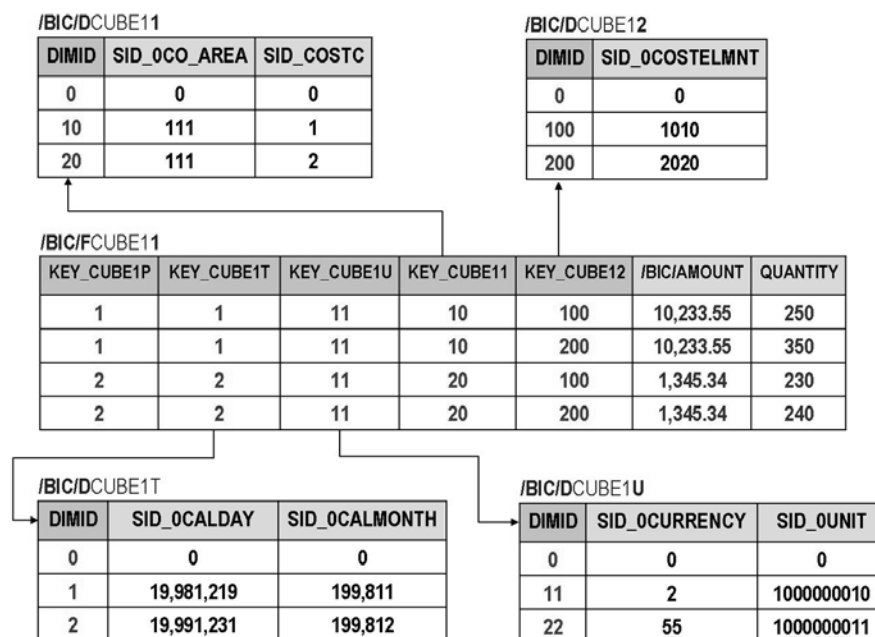 /BIC/DCUBE11
DIMID SID_0CO_AREA SID_COSTC
0 0 0
10 111 1
20 111 2
/BIC/DCUBE12
DIMID SID_0COSTELMNT
0 0
100 1010
200 2020
/BIC/FCUBE11
KEY_CUBE1P KEY_CUBE1T KEY_CUBE1U KEY_CUBE11 KEY_CUBE12 /BIC/AMOUNT QUANTITY
1 1 11 10 100 10,233.55 250
1 1 11 10 200 10,233.55 350
2 2 11 20 100 1,345.34 230
2 2 11 20 200 1,345.34 240
/BIC/DCUBE1T
DIMID SID_0CALDAY SID_0CALMONTH
0 0 0
1 19,981,219 199,811
2 19,991,231 199,812
/BIC/DCUBE1U
DIMID SID_0CURRENCY SID_0UNIT
0 0 0
11 2 1000000010
22 55 1000000011